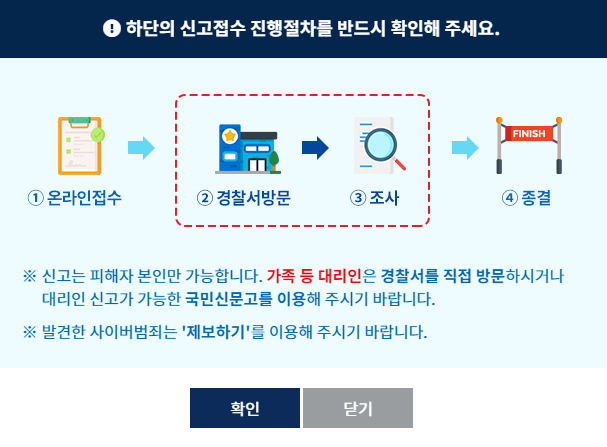 ! 하단의 신고접수 진행절차를 반드시 확인해 주세요.
FINISH
① 온라인접수
② 경찰서방문
③ 조사
④ 종결
※ 신고는 피해자 본인만 가능합니다. 가족 등 대리인은 경찰서를 직접 방문하시거나
대리인 신고가 가능한 국민신문고를 이용해 주시기 바랍니다.
※ 발견한 사이버범죄는 '제보하기'를 이용해 주시기 바랍니다.
확인
닫기